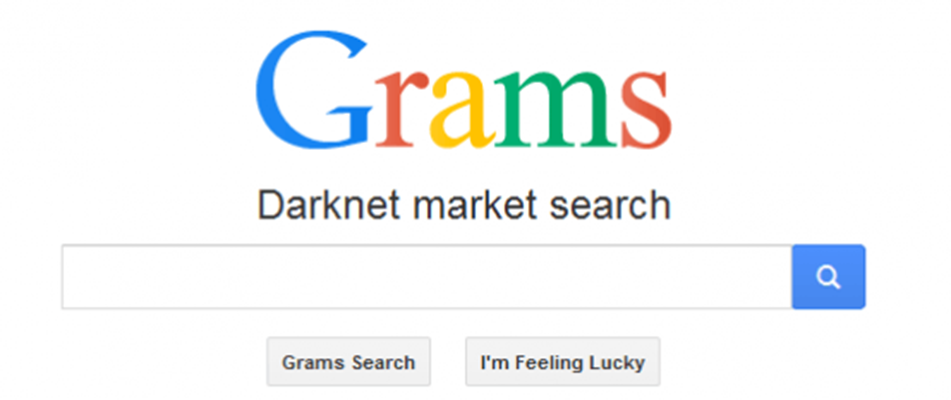 Grams
Darknet market search
Grams Search
I'm Feeling Lucky